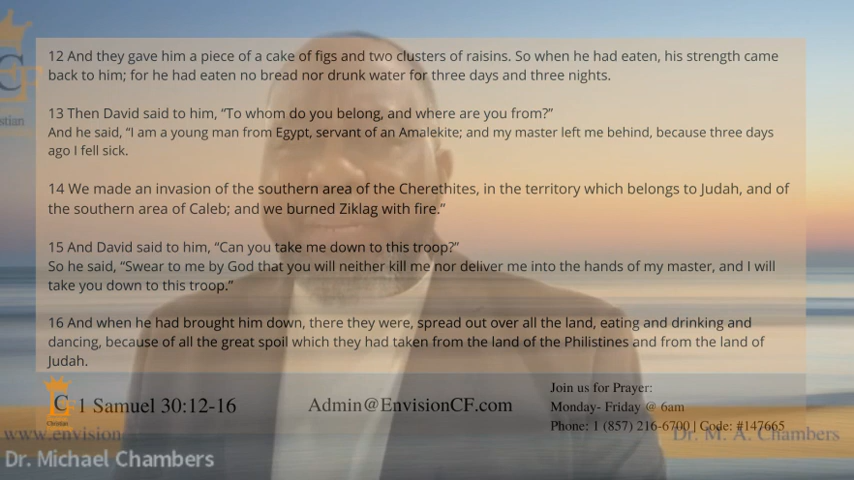 12 And they gave him a piece of a cake of figs and two clusters of raisins. So when he had eaten, his strength came
back to him; for he had eaten no bread nor drunk water for three days and three nights.
13 Then David said to him, “To whom do you belong, and where are you from?”
And he said, “I am a young man from Egypt, servant of an Amalekite; and my master left me behind, because three days
ago I fell sick.
14 We made an invasion of the southern area of the Cherethites, in the territory which belongs to Judah, and of
the southern area of Caleb; and we burned Ziklag with fire.”
15 And David said to him, “Can you take me down to this troop?”
So he said, “Swear to me by God that you will neither kill me nor deliver me into the hands of my master, and I will
take you down to this troop.”
16 And when he had brought him down, there they were, spread out over all the land, eating and drinking and
dancing, because of all the great spoil which they had taken from the land of the Philistines and from the land of
Judah.
1 Samuel 30:12-16
Admin@EnvisionCF.com
Join us for Prayer:
Monday- Friday @ 6am
Phone: 1 (857) 216-6700 | Code: #147665
www.envision
Dr. M. A. Chambers
Dr. Michael Chambers